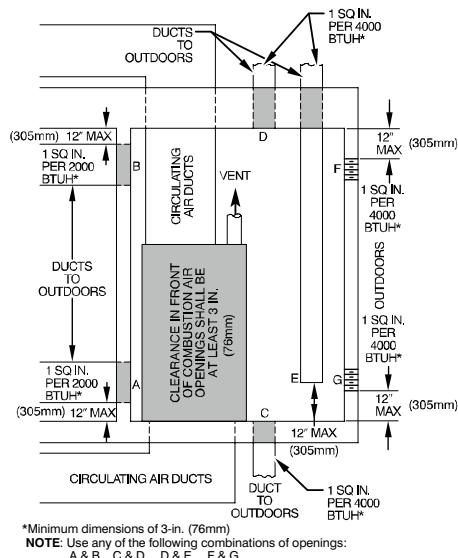 DUCTS
TO
OUTDOORS
1 SQ IN.
PER 4000
BTUH*
(305mm)
12" MAX
1 SQ IN.
PER 2000
BTUH*
B
D
CIRCULATING
AIR DUCTS
VENT
12"
MAX
(305mm)
F
1 SQ IN.
PER
4000
BTUH*
OUTDOORS
DUCTS
TO
OUTDOORS
CLEARANCE IN FRONT
OF COMBUSTION AIR
OPENINGS SHALL BE
AT LEAST 3 IN.
(76mm)
1 SQ IN.
PER
4000
BTUH*
1 SQ IN.
PER 2000
BTUH*
A
E
G
(305mm)
12"
MAX
C
12" MAX
(305mm)
12"
MAX
(305mm)
CIRCULATING AIR DUCTS
DUCT
TO
OUTDOORS
1 SQ IN.
PER 4000
BTUH*
*Minimum dimensions of 3-in. (76mm)
NOTE: Use any of the following combinations of openings:
A & B C & D D & E F & G